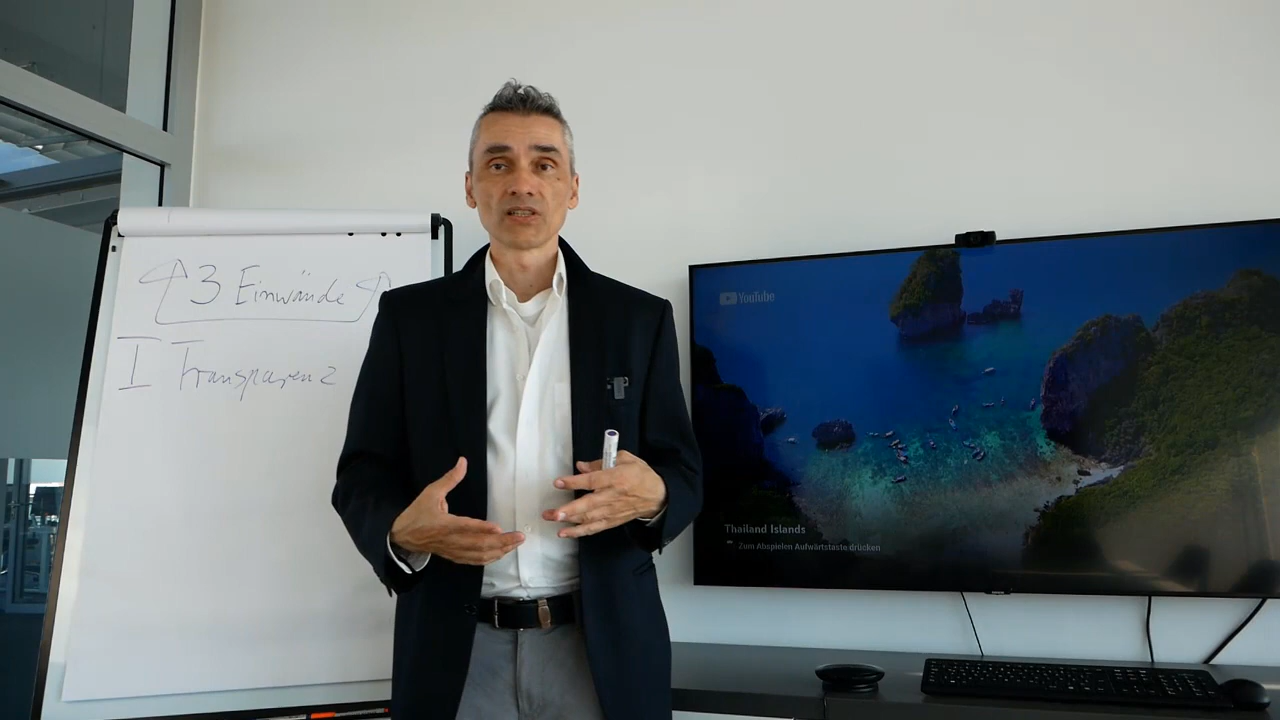 3 Einwände
I Transparenz
YouTube
Thailand Islands
Zum Abspielen Aufwärtstaste drücken